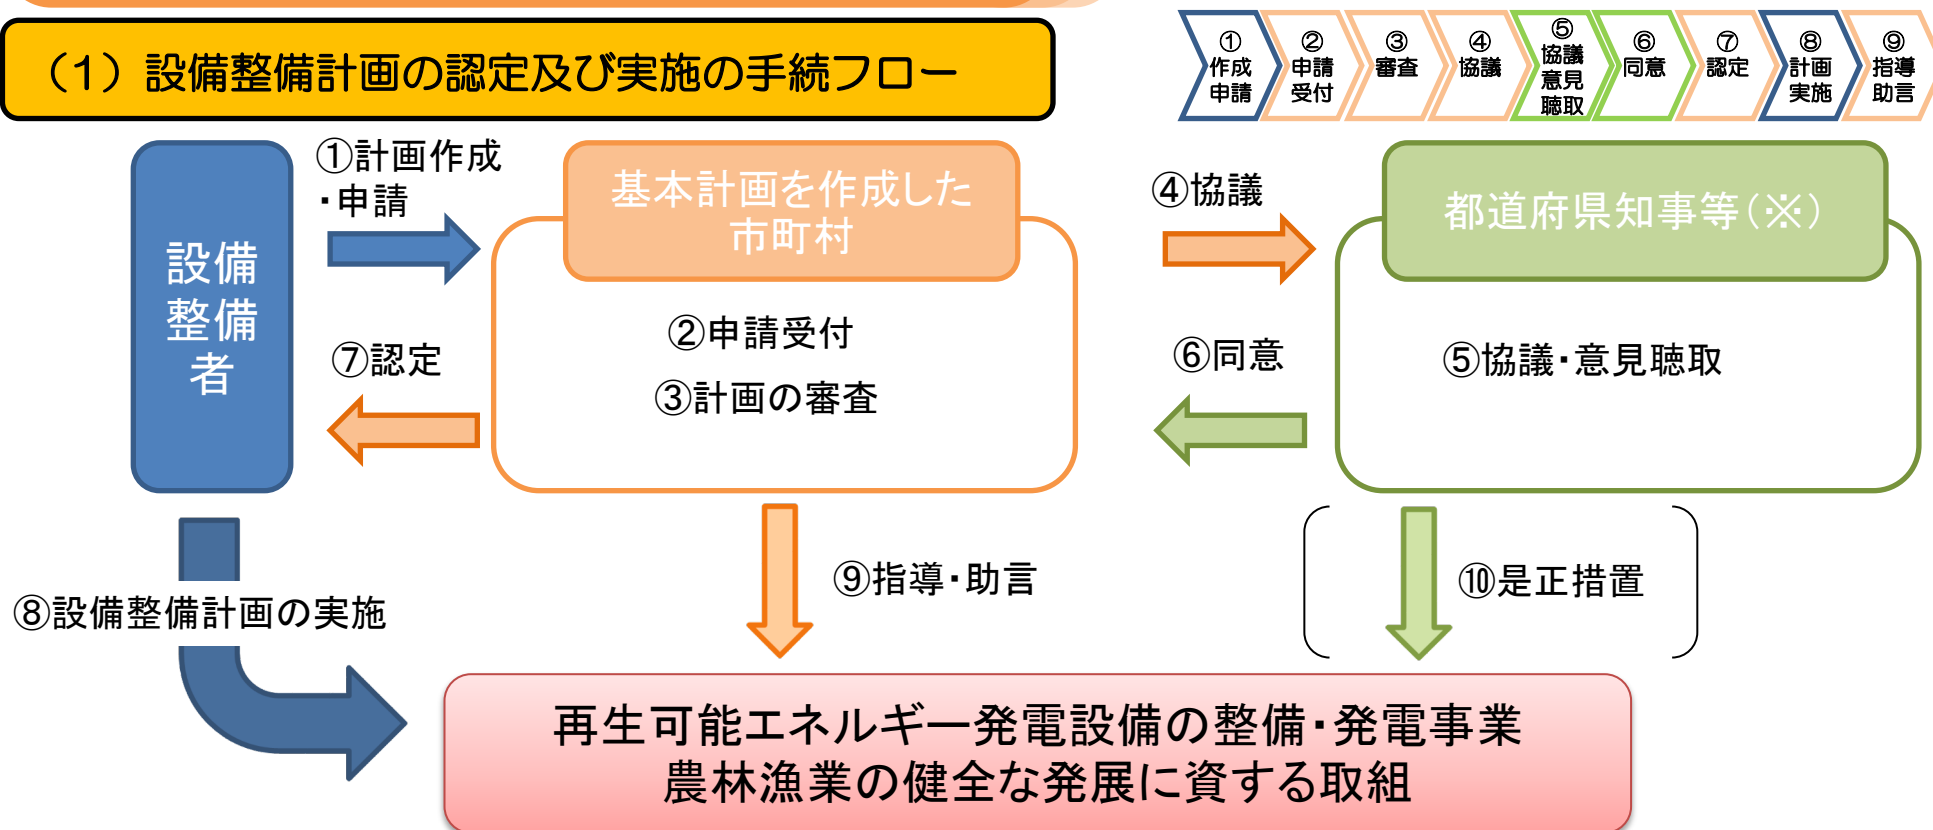 （1）設備整備計画の認定及び実施の手続フロー
①
作成
申請
②
申請
受付
③
審査
④
協議
⑤
協議
意見
聴取
⑥
同意
⑦
認定
⑧
計画
実施
⑨
指導
助言
設備
整備
者
①計画作成
・申請
基本計画を作成した
市町村
②申請受付
③計画の審査
④協議
都道府県知事等（※）
⑤協議・意見聴取
⑥同意
⑦認定
⑧設備整備計画の実施
⑨指導・助言
⑩是正措置
再生可能エネルギー発電設備の整備・発電事業
農林漁業の健全な発展に資する取組